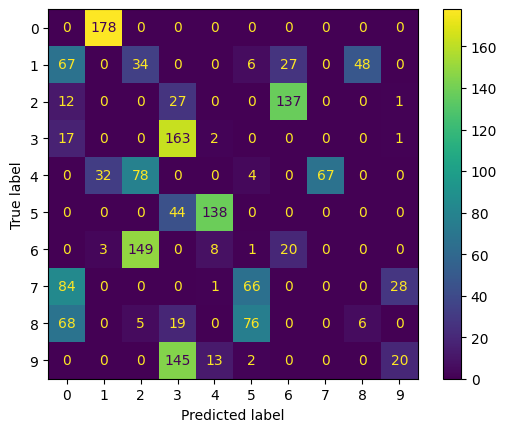 0 0 178 0 0 0 0 0 0 0 0 160
1 67 0 34 0 0 6 27 0 48 0 140
2 12 0 0 27 0 0 137 0 0 1 120
3 17 0 0 163 2 0 0 0 0 1
4 0 32 78 0 0 4 0 67 0 0 100
True label
5 0 0 0 44 138 0 0 0 0 0 80
6 0 3 149 0 8 1 20 0 0 0 60
7 84 0 0 0 1 66 0 0 0 28 40
8 68 0 5 19 0 76 0 0 6 0 20
9 0 0 0 145 13 2 0 0 0 20 0
0 1 2 3 4 5 6 7 8 9
Predicted label